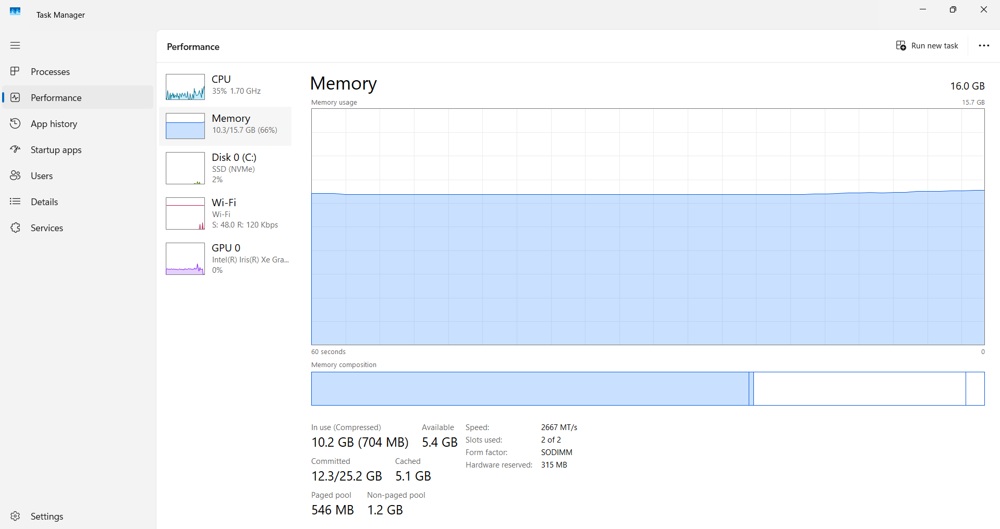 Task Manager
Processes
Performance
App history
Startup apps
Users
Details
Services
Settings
Performance
Run new task
CPU
35% 1.70 GHz
Memory
10.3/15.7 GB (66%)
Disk 0 (C:)
SSD (NVMe)
2%
Wi-Fi
Wi-Fi
S: 48.0 R: 120 Kbps
GPU 0
Intel(R) Iris(R) Xe Gra...
0%
Memory
16.0 GB
Memory usage
15.7 GB
60 seconds
0
Memory composition
In use (Compressed)
10.2 GB (704 MB)
Available
5.4 GB
Committed
12.3/25.2 GB
Cached
5.1 GB
Paged pool
546 MB
Non-paged pool
1.2 GB
Speed: 2667 MT/s
Slots used: 2 of 2
Form factor: SODIMM
Hardware reserved: 315 MB